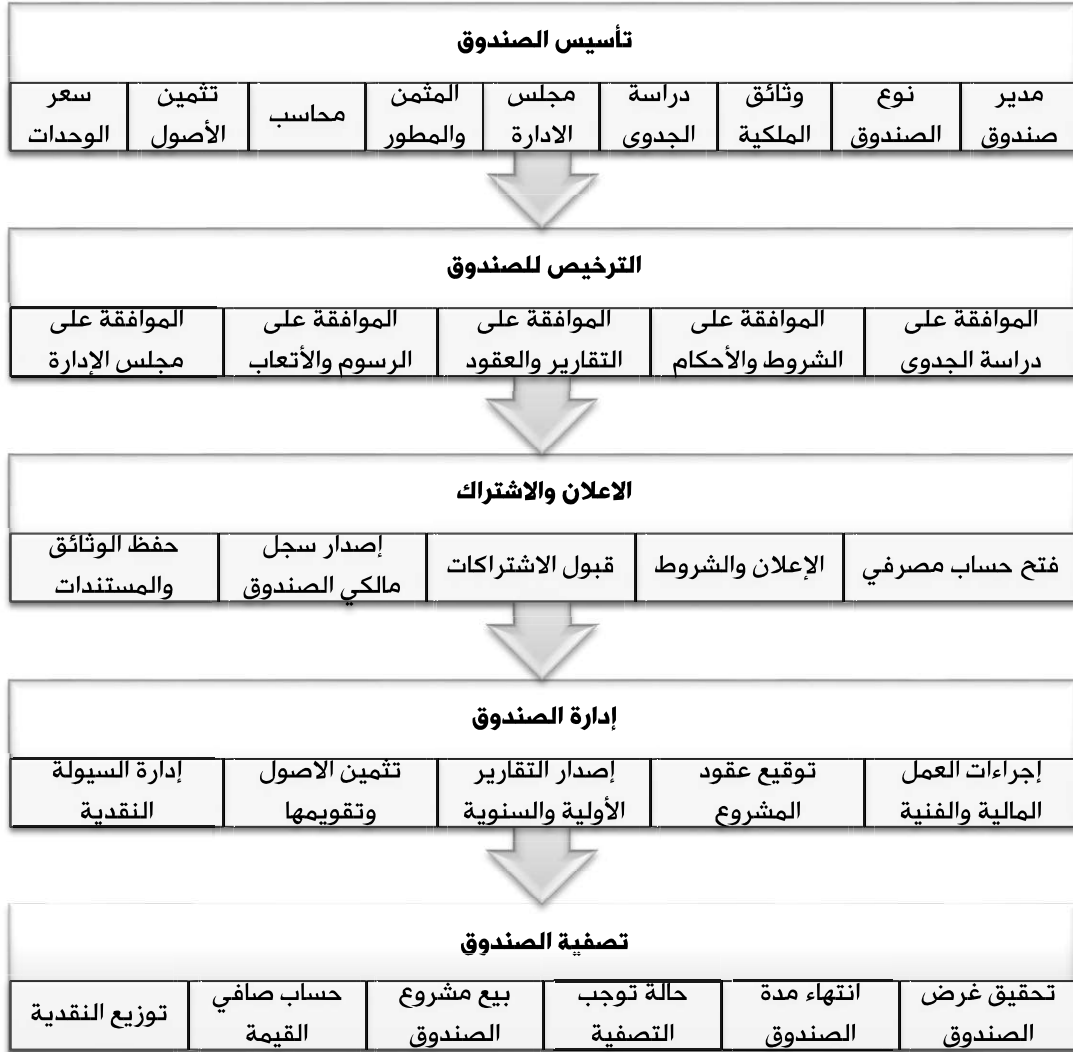 تأسيس الصندوق
مدير
صندوق
نوع
الصندوق
وثائق
الملكية
دراسة
الجدوى
مجلس
الادارة
المثمن
والمطور
محاسب
تثمين
الأصول
سعر
الوحدات
الترخيص للصندوق
الموافقة على
دراسة الجدوى
الموافقة على
الشروط والأحكام
الموافقة على
التقارير والعقود
الموافقة على
الرسوم والأتعاب
الموافقة على
مجلس الإدارة
الاعلان والاشتراك
فتح حساب مصرفي
الإعلان والشروط
قبول الاشتراكات
إصدار سجل
مالكي الصندوق
حفظ الوثائق
والمستندات
إدارة الصندوق
إجراءات العمل
المالية والفنية
توقيع عقود
المشروع
إصدار التقارير
الأولية والسنوية
تثمين الاصول
وتقويمها
إدارة السيولة
النقدية
تصفية الصندوق
تحقيق غرض
الصندوق
انتهاء مدة
الصندوق
حالة توجب
التصفية
بيع مشروع
الصندوق
حساب صافي
القيمة
توزيع النقدية